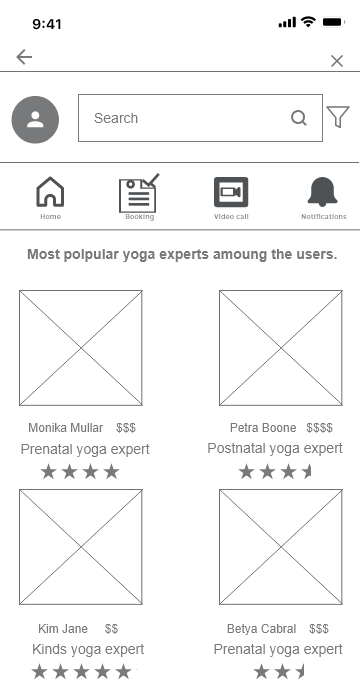 9:41
Search
Home Booking Video call Notifications
Most polpular yoga experts amoung the users.
Monika Mullar $$$ Petra Boone $$$$
Prenatal yoga expert Postnatal yoga expert
Kim Jane $$ Betya Cabral $$$
Kinds yoga expert Prenatal yoga expert